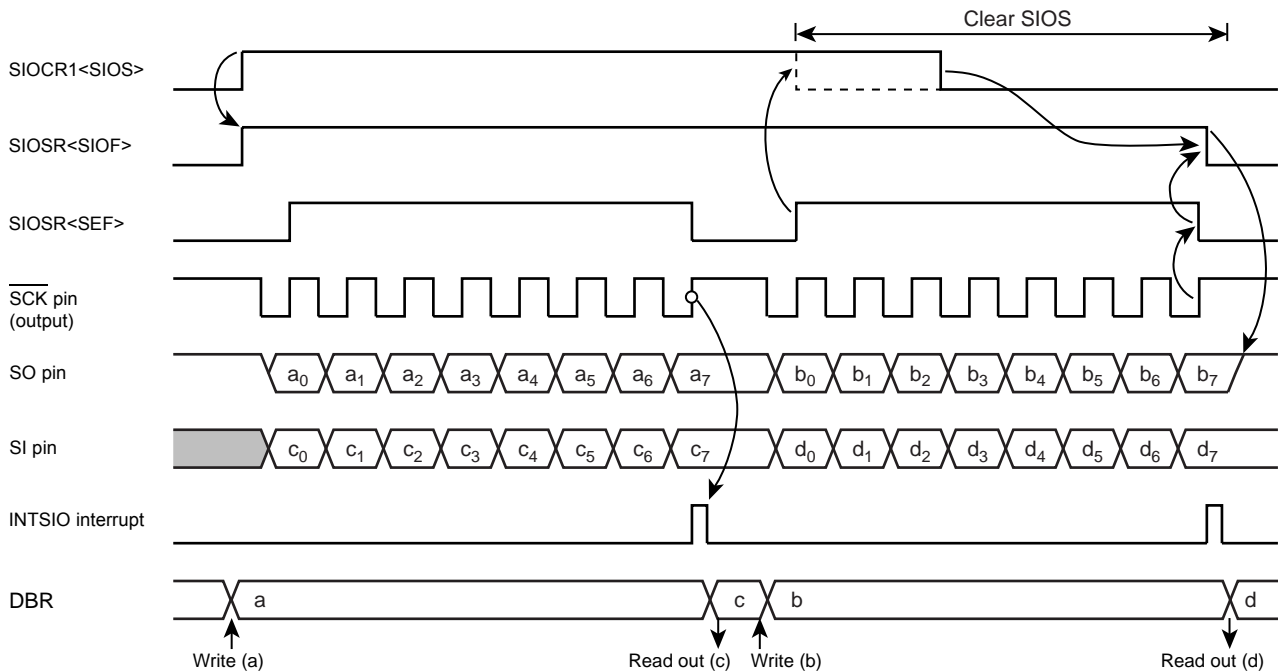 Clear SIOS
SIOCR1<SIOS>
SIOSR<SIOF>
SIOSR<SEF>
SCK pin
(output)
SO pin a0 a1 a2 a3 a4 a5 a6 a7 b0 b1 b2 b3 b4 b5 b6 b7
SI pin c0 c1 c2 c3 c4 c5 c6 c7 d0 d1 d2 d3 d4 d5 d6 d7
INTSIO interrupt
DBR a c b d
Write (a) Read out (c) Write (b) Read out (d)